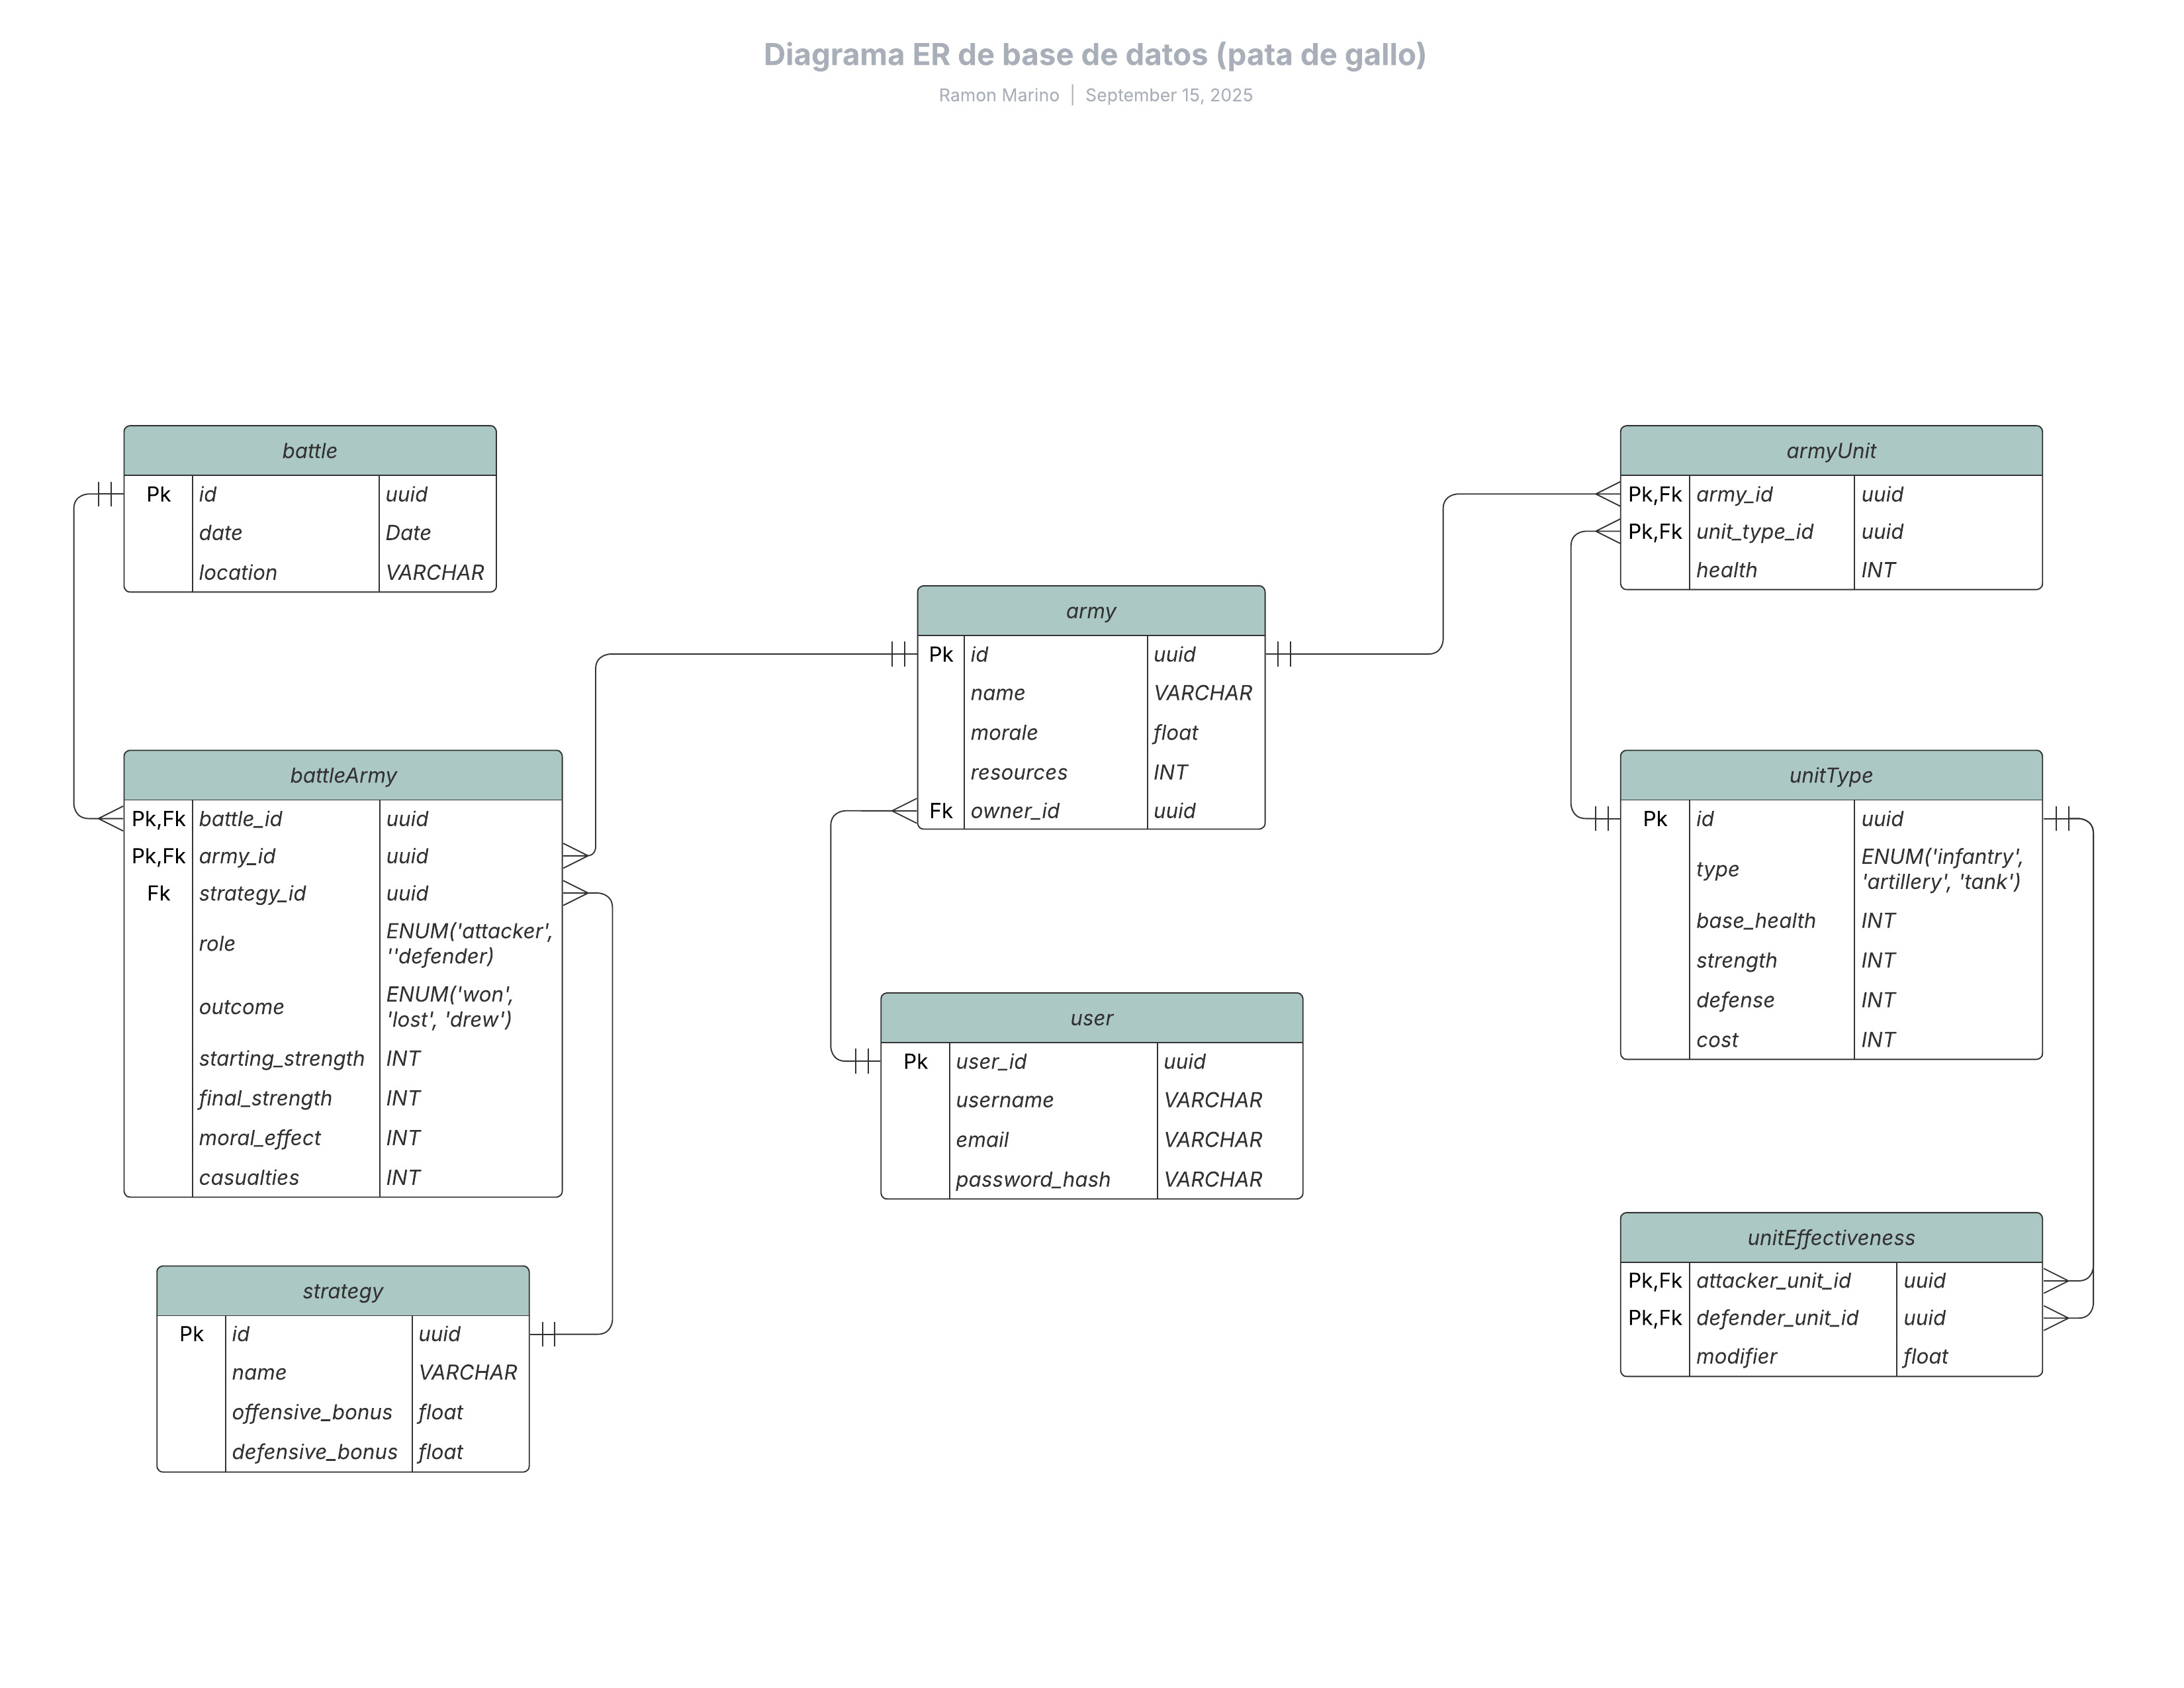 Diagrama ER de base de datos (pata de gallo)
Ramon Marino | September 15, 2025
battle
Pk id uuid
date Date
location VARCHAR
battleArmy
Pk,Fk battle_id uuid
Pk,Fk army_id uuid
Fk strategy_id uuid
role ENUM('attacker',
''defender)
outcome ENUM('won',
'lost', 'drew')
starting_strength INT
final_strength INT
moral_effect INT
casualties INT
strategy
Pk id uuid
name VARCHAR
offensive_bonus float
defensive_bonus float
army
Pk id uuid
name VARCHAR
morale float
resources INT
Fk owner_id uuid
user
Pk user_id uuid
username VARCHAR
email VARCHAR
password_hash VARCHAR
armyUnit
Pk,Fk army_id uuid
Pk,Fk unit_type_id uuid
health INT
unitType
Pk id uuid
type ENUM('infantry',
'artillery', 'tank')
base_health INT
strength INT
defense INT
cost INT
unitEffectiveness
Pk,Fk attacker_unit_id uuid
Pk,Fk defender_unit_id uuid
modifier float